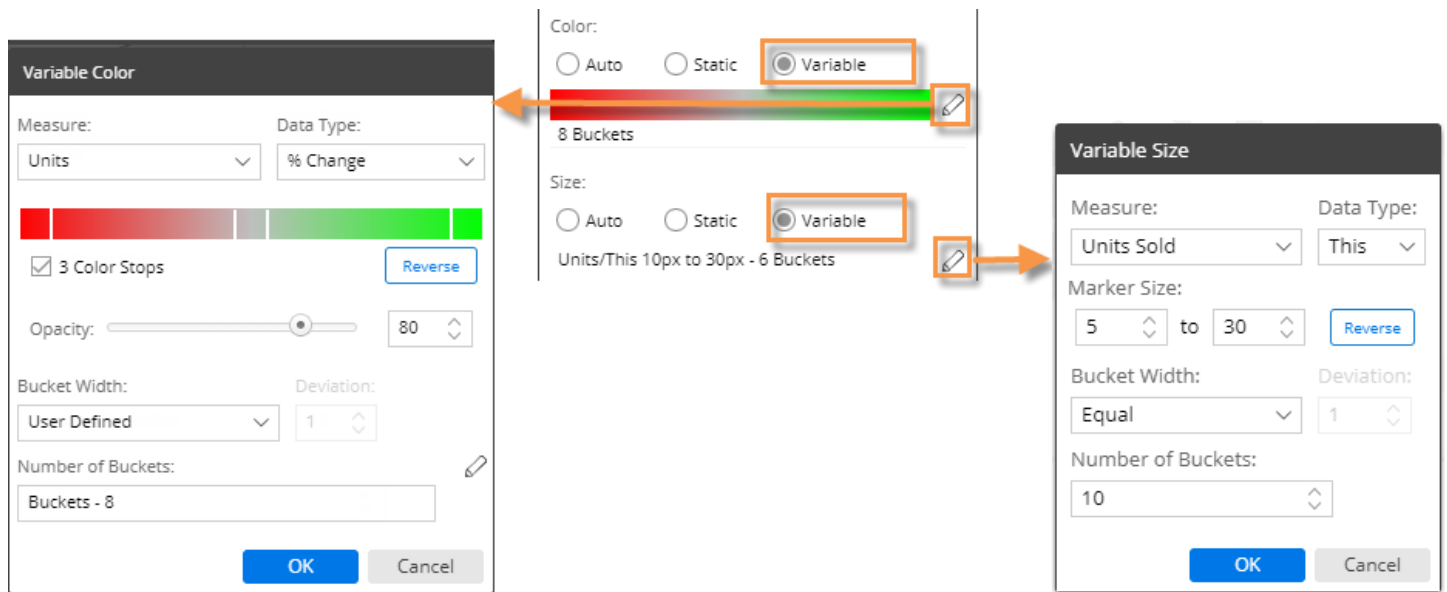 Variable Color
Measure: Data Type:
Units % Change
3 Color Stops Reverse
Opacity: 80
Bucket Width: Deviation:
User Defined 1
Number of Buckets:
Buckets - 8
OK Cancel
Color:
Auto Static Variable
8 Buckets
Size:
Auto Static Variable
Units/This 10px to 30px - 6 Buckets
Variable Size
Measure: Data Type:
Units Sold This
Marker Size:
5 to 30 Reverse
Bucket Width: Deviation:
Equal 1
Number of Buckets:
10
OK Cancel